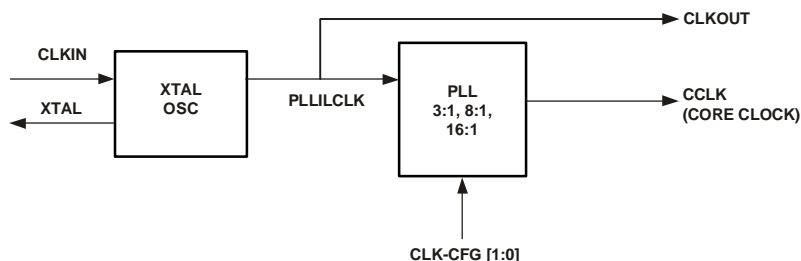 CLKOUT
CLKIN
XTAL
XTAL
OSC
PLLILCLK
PLL
3:1, 8:1,
16:1
CCLK
(CORE CLOCK)
CLK-CFG [1:0]